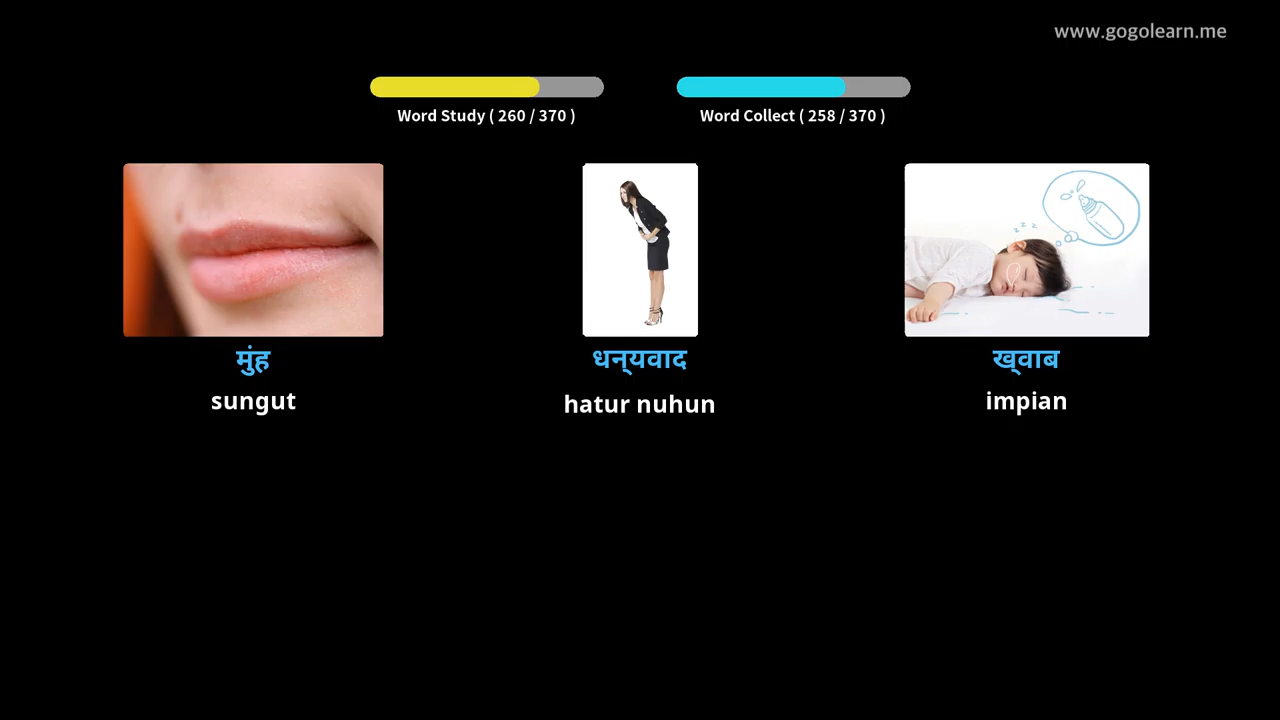 www.gogolearn.me
Word Study ( 260 / 370 )
Word Collect ( 258 / 370 )
मुंह
धन्यवाद
ख्वाब
sungut
hatur nuhun
impian